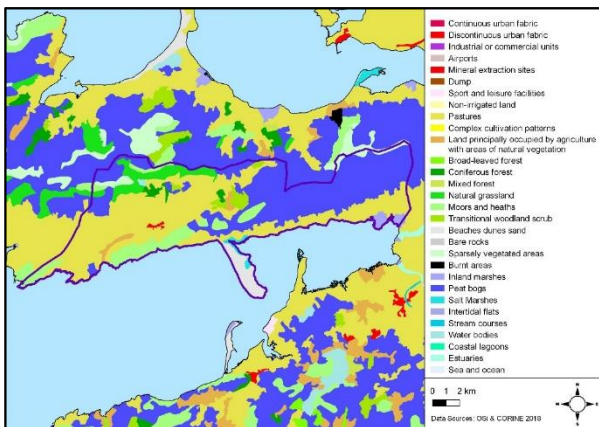 Continuous urban fabric
Discontinuous urban fabric
Industrial or commercial units
Airports
Mineral extraction sites
Dump
Sport and leisure facilities
Non-irrigated land
Pastures
Complex cultivation patterns
Land principally occupied by agriculture
with areas of natural vegetation
Broad-leaved forest
Coniferous forest
Mixed forest
Natural grassland
Moors and heaths
Transitional woodland scrub
Beaches dunes sand
Bare rocks
Sparsely vegetated areas
Burnt areas
Inland marshes
Peat bogs
Salt Marshes
Intertidal flats
Stream courses
Water bodies
Coastal lagoons
Estuaries
Sea and ocean
0 1 2 km
N
W E
S
Data Sources: OSi & CORINE 2018